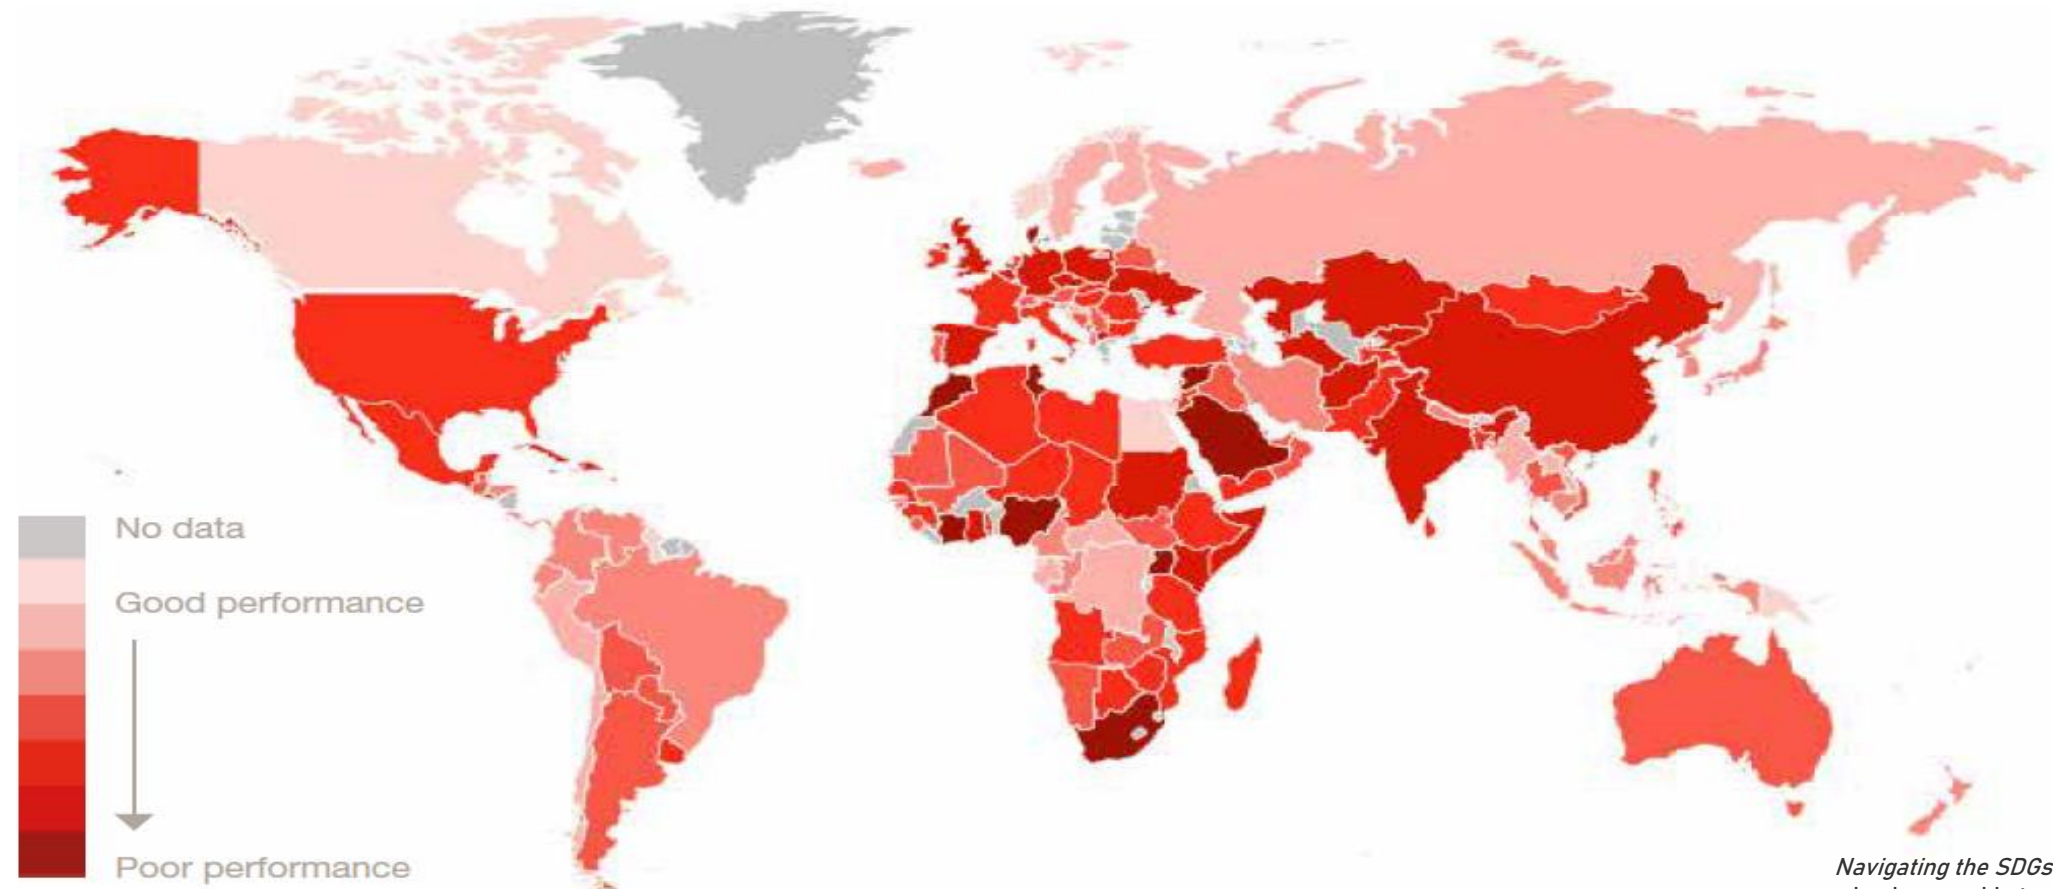 No data
Good performance
Poor performance
Navigating the SDGs